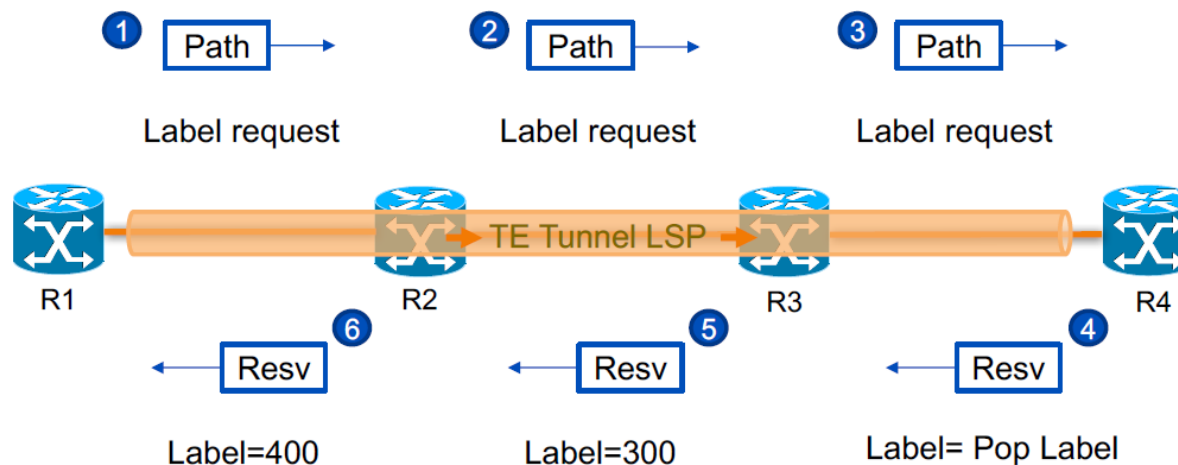 1 Path 2 Path 3 Path
Label request Label request Label request
TE Tunnel LSP
R1 R2 R3 R4
6 5 4
Resv Resv Resv
Label=400 Label=300 Label= Pop Label